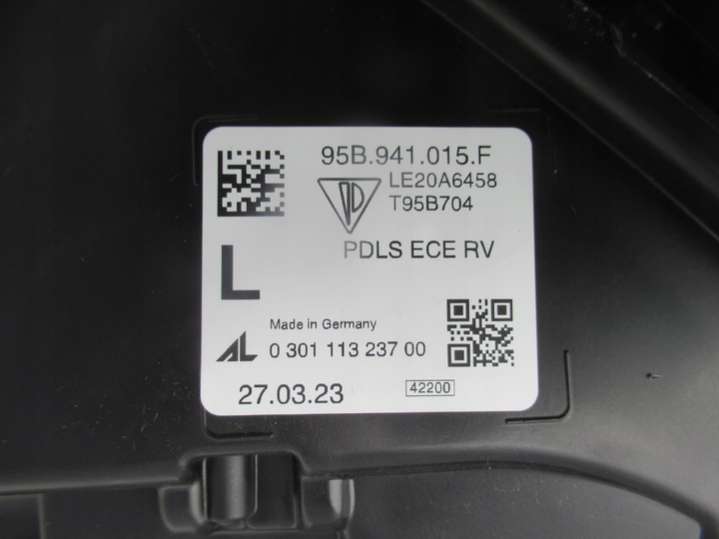 95B.941.015.F
LE20A6458
T95B704
PDLS ECE RV
L
Made in Germany
AL 0 301 113 237 00
27.03.23 42200